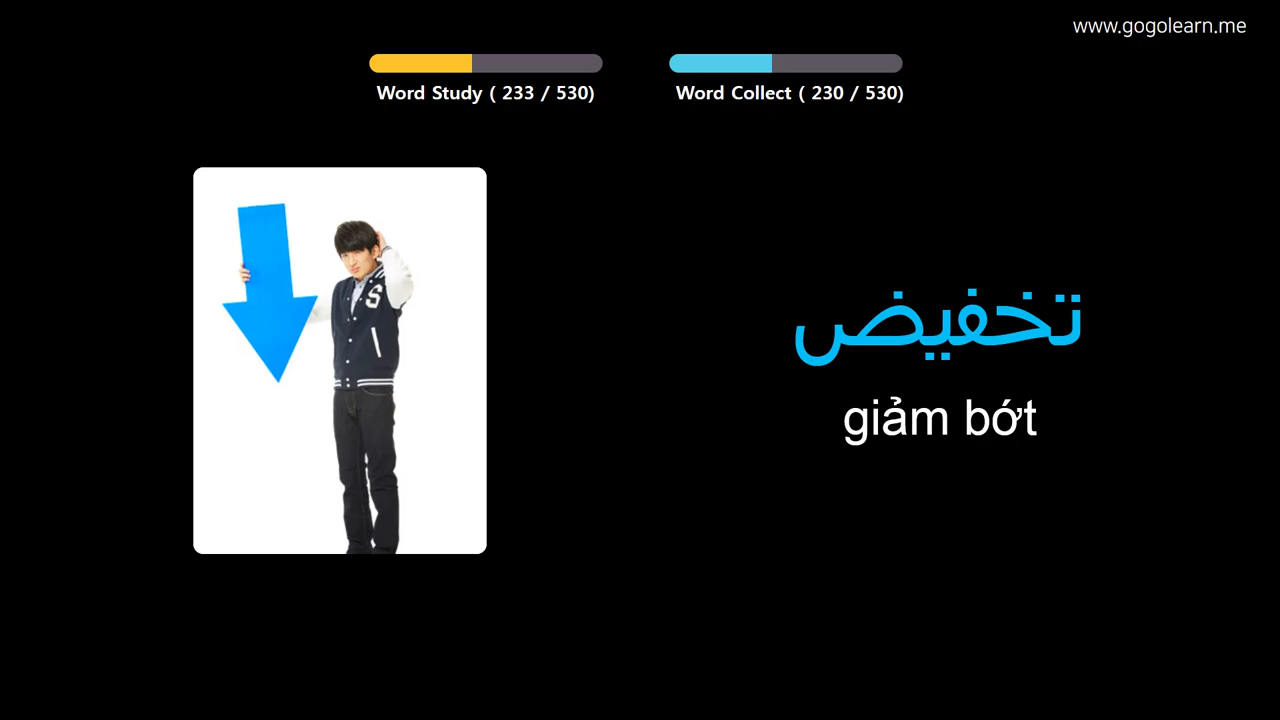 www.gogolearn.me
Word Study ( 233 / 530)
Word Collect ( 230 / 530)
S
تخفيض
giảm bớt